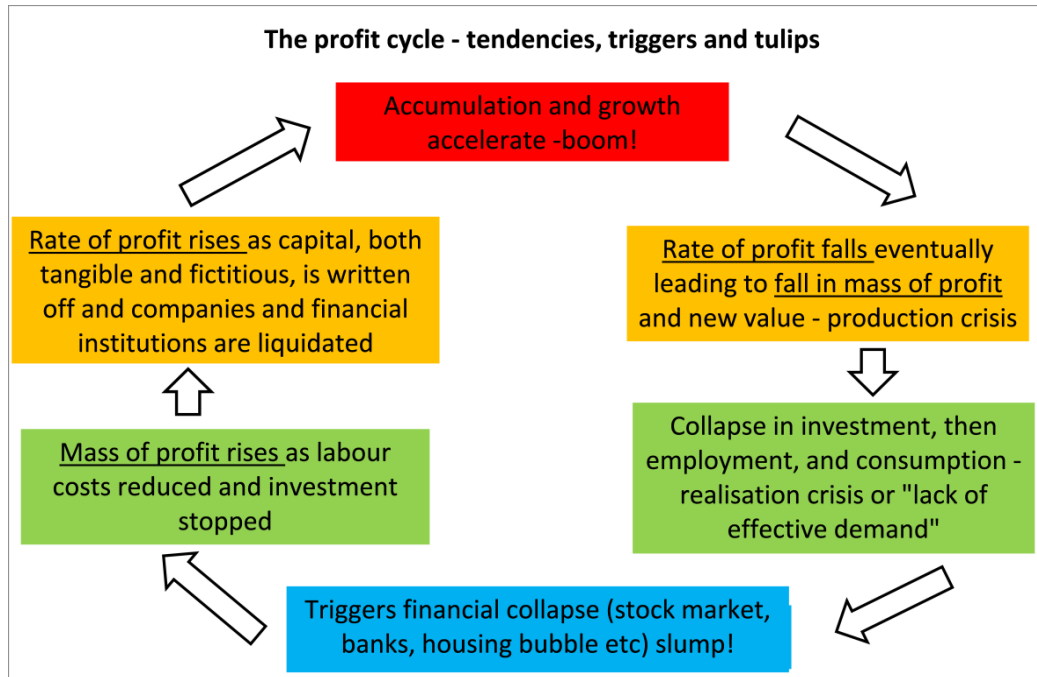 The profit cycle - tendencies, triggers and tulips
Accumulation and growth
accelerate -boom!
Rate of profit falls eventually
leading to fall in mass of profit
and new value - production crisis
Collapse in investment, then
employment, and consumption -
realisation crisis or "lack of
effective demand"
Triggers financial collapse (stock market,
banks, housing bubble etc) slump!
Mass of profit rises as labour
costs reduced and investment
stopped
Rate of profit rises as capital, both
tangible and fictitious, is written
off and companies and financial
institutions are liquidated